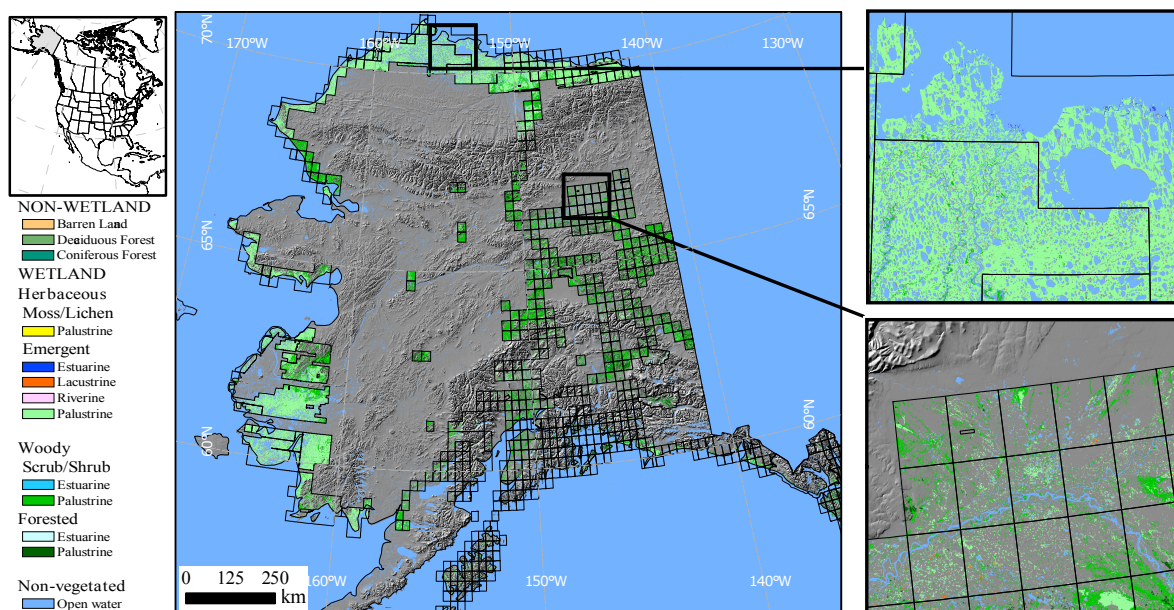 NON-WETLAND
Barren Land
Deciduous Forest
Coniferous Forest
WETLAND
Herbaceous
Moss/Lichen
Palustrine
Emergent
Estuarine
Lacustrine
Riverine
Palustrine
Woody
Scrub/Shrub
Estuarine
Palustrine
Forested
Estuarine
Palustrine
Non-vegetated
Open water
70°N
170°W
160°W
150°W
140°W
130°W
65°N
65°N
60°N
60°N
160°W
150°W
140°W
0 125 250
km